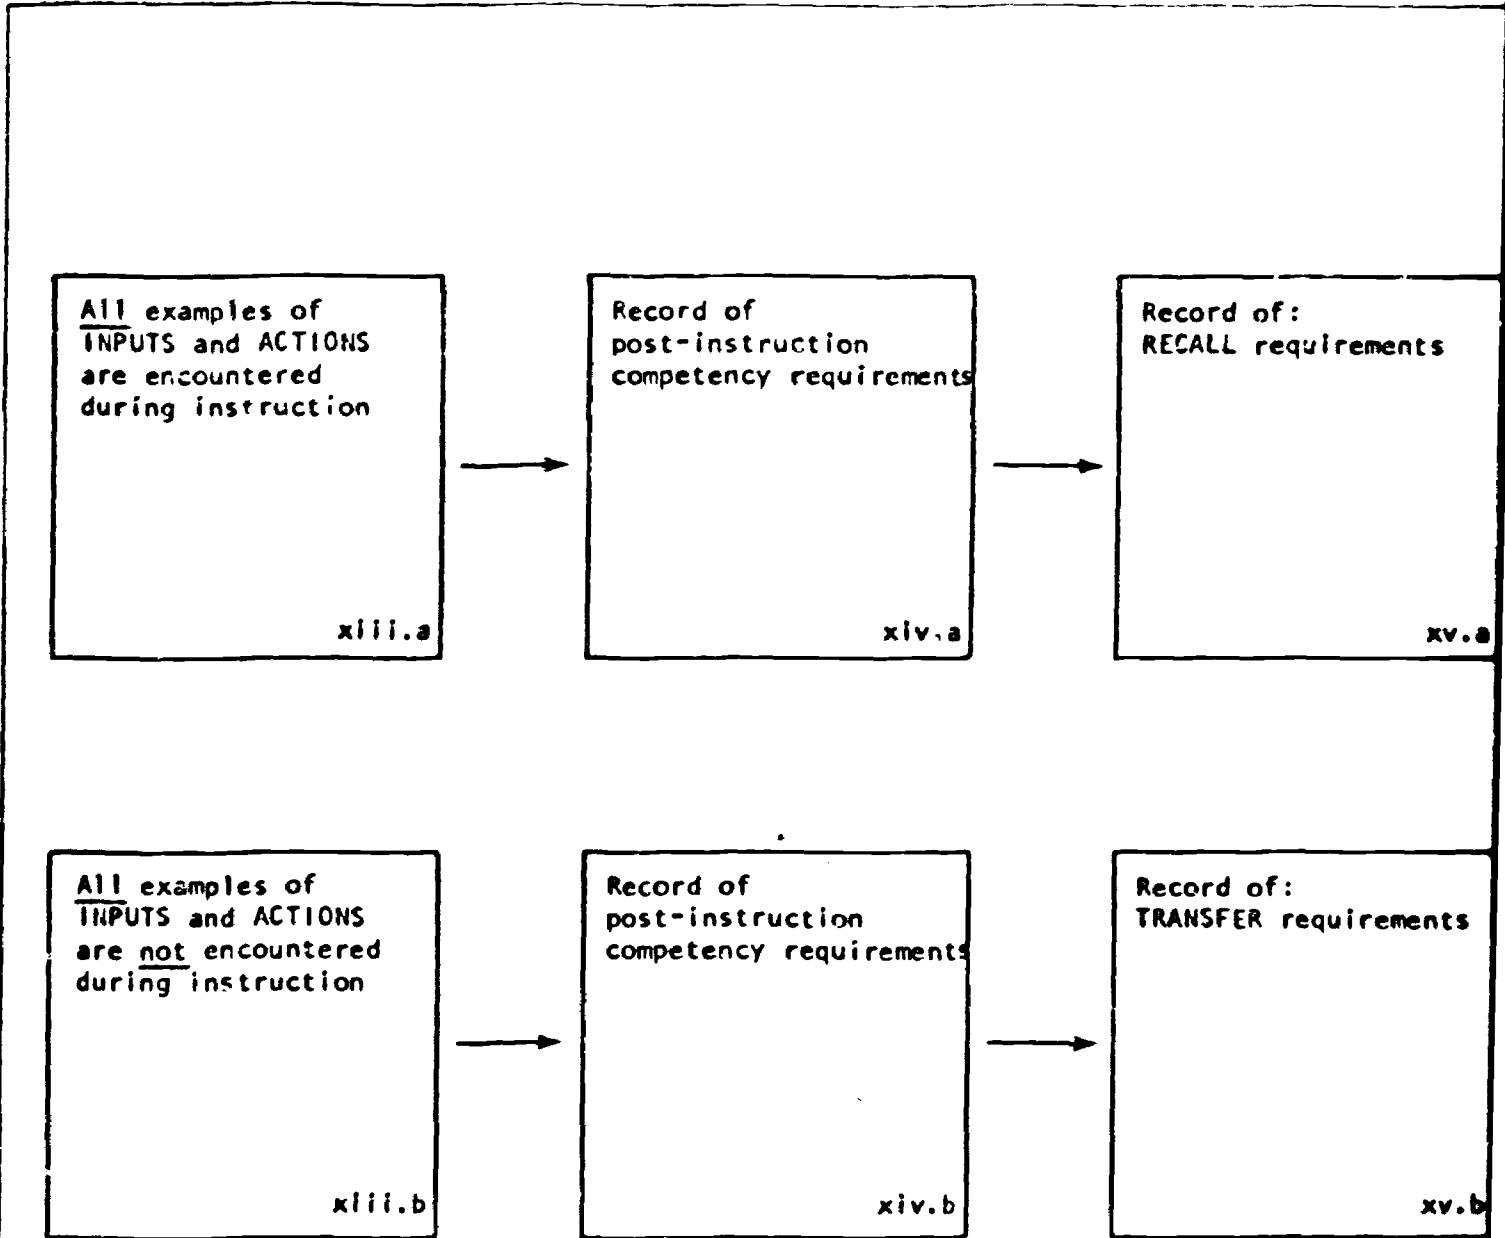 All examples of
INPUTS and ACTIONS
are encountered
during instruction
xiii.a
Record of
post-instruction
competency requirements
xiv.a
Record of:
RECALL requirements
xv.a
All examples of
INPUTS and ACTIONS
are not encountered
during instruction
xiii.b
Record of
post-instruction
competency requirements
xiv.b
Record of:
TRANSFER requirements
xv.b